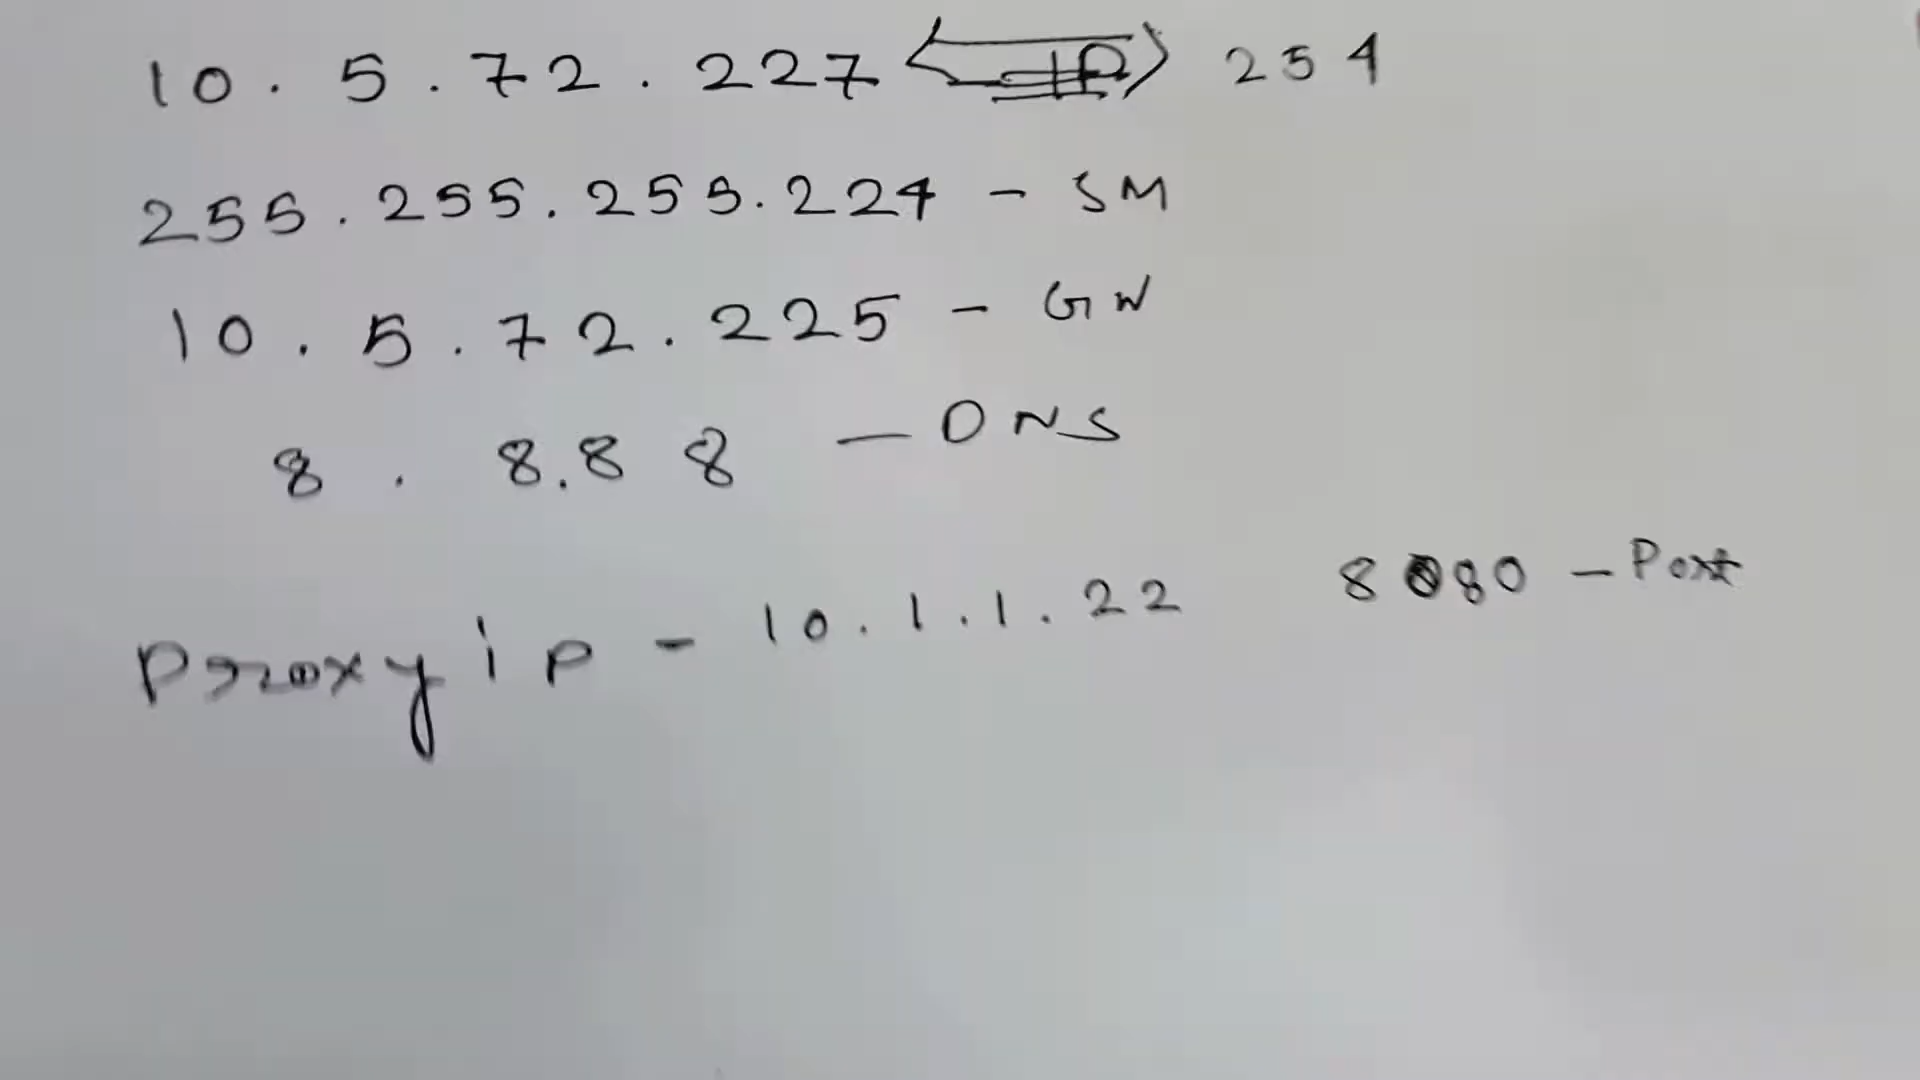 10.5.72.227 <IP> 254
255.255.255.224 - SM
10.5.72.225 - GW
8.8.8 8 - DNS
Proxy ip - 10.1.1.22 8080 - Port